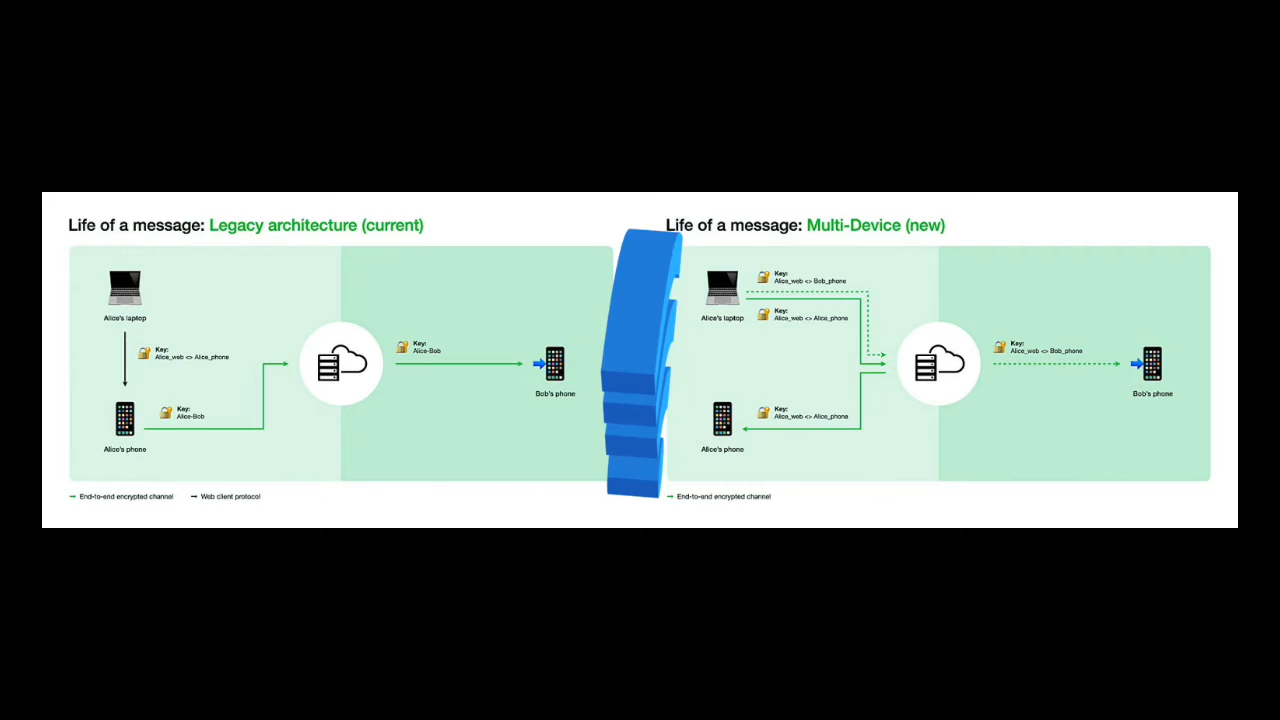 Life of a message: Legacy architecture (current)
Alice's laptop
Key:
Alice_web <> Alice_phone
Key:
Alice-Bob
Alice's phone
Key:
Alice-Bob
Bob's phone
End-to-end encrypted channel
Web client protocol
Life of a message: Multi-Device (new)
Key:
Alice_web <> Bob_phone
Alice's laptop
Key:
Alice_web <> Alice_phone
Key:
Alice_web <> Bob_phone
Bob's phone
Key:
Alice_web <> Alice_phone
Alice's phone
End-to-end encrypted channel